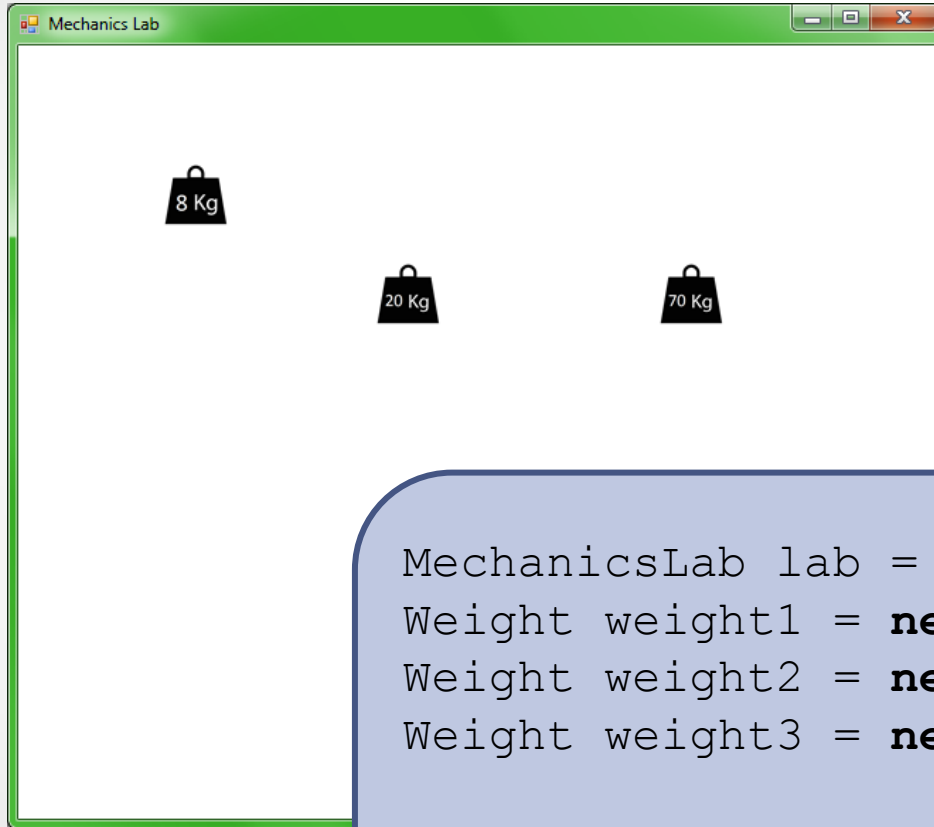 Mechanics Lab
8 Kg
20 Kg
70 Kg
MechanicsLab lab =
Weight weight1 = ne
Weight weight2 = ne
Weight weight3 = ne